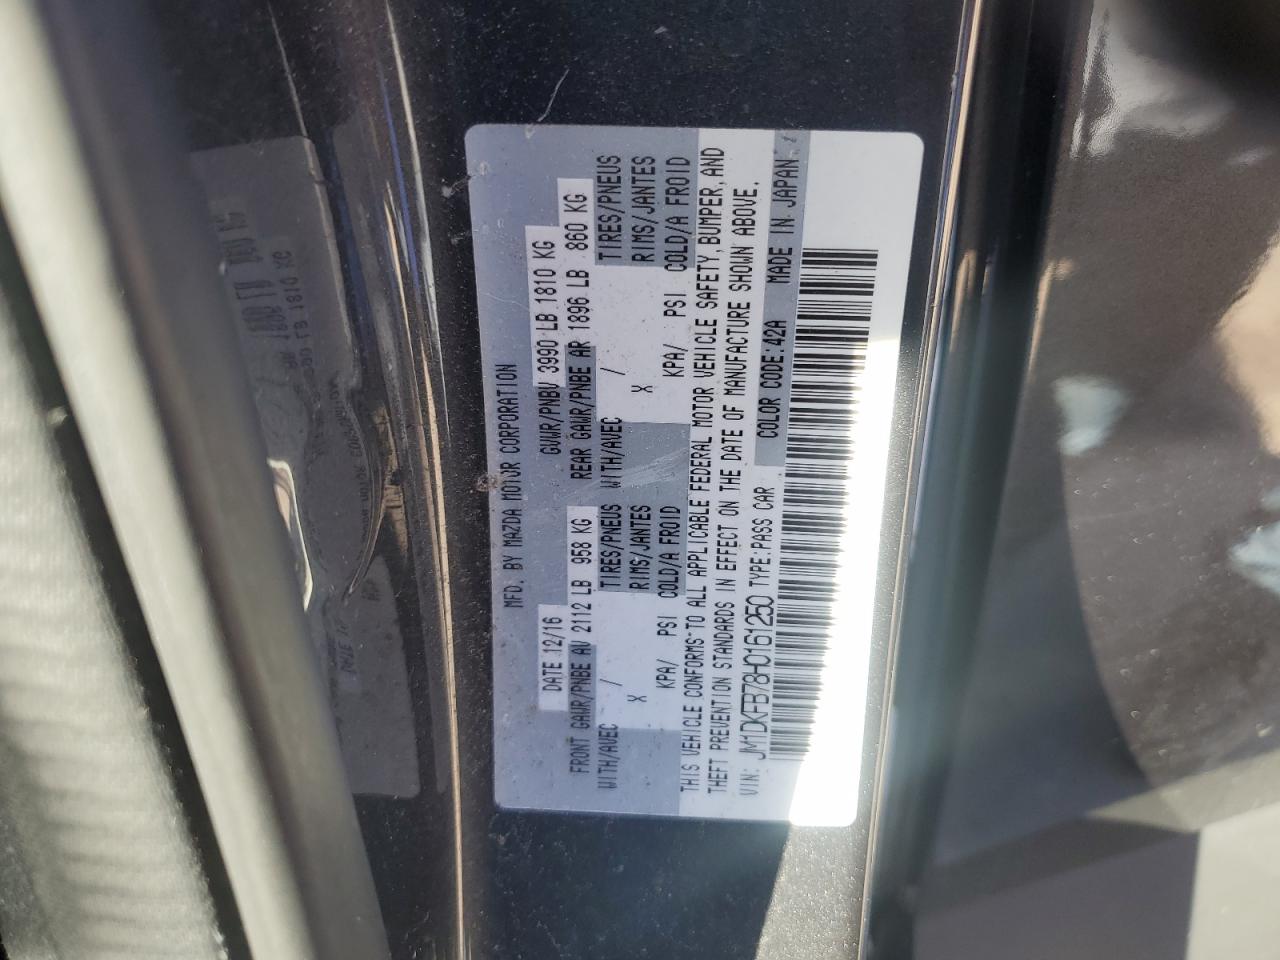 MFD. BY MAZDA MOTOR CORPORATION
DATE 12/16 GVWR/PNBV 3990 LB 1810 KG
FRONT GAWR/PNBE AV 2112 LB 958 KG REAR GAWR/PNBE AR 1896 LB 860 KG
WITH/AVEC / TIRES/PNEUS WITH/AVEC / TIRES/PNEUS
X RIMS/JANTES X RIMS/JANTES
KPA/ PSI COLD/A FROID KPA/ PSI COLD/A FROID
THIS VEHICLE CONFORMS TO ALL APPLICABLE FEDERAL MOTOR VEHICLE SAFETY, BUMPER, AND
THEFT PREVENTION STANDARDS IN EFFECT ON THE DATE OF MANUFACTURE SHOWN ABOVE.
VIN: JM1DKFB78H0161250 TYPE:PASS CAR COLOR CODE:42A MADE IN JAPAN